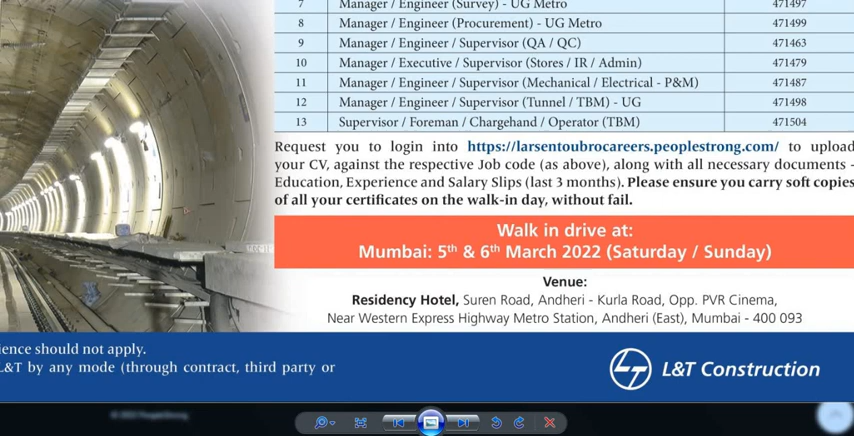 7 Manager / Engineer (Survey) - UG Metro 471497
8 Manager / Engineer (Procurement) - UG Metro 471499
9 Manager / Engineer / Supervisor (QA / QC) 471463
10 Manager / Executive / Supervisor (Stores / IR / Admin) 471479
11 Manager / Engineer / Supervisor (Mechanical / Electrical - P&M) 471487
12 Manager / Engineer / Supervisor (Tunnel / TBM) - UG 471498
13 Supervisor / Foreman / Chargehand / Operator (TBM) 471504
Request you to login into https://larsentoubrocareers.peoplestrong.com/ to upload
your CV, against the respective Job code (as above), along with all necessary documents -
Education, Experience and Salary Slips (last 3 months). Please ensure you carry soft copies
of all your certificates on the walk-in day, without fail.
Walk in drive at:
Mumbai: 5th & 6th March 2022 (Saturday / Sunday)
Venue:
Residency Hotel, Suren Road, Andheri - Kurla Road, Opp. PVR Cinema,
Near Western Express Highway Metro Station, Andheri (East), Mumbai - 400 093
ience should not apply.
L&T by any mode (through contract, third party or
L&T Construction